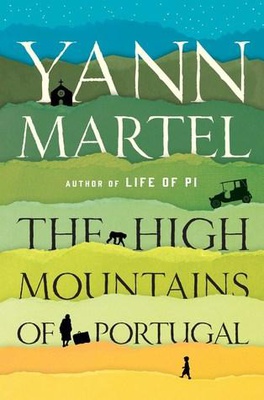 YANN
MARTEL
AUTHOR OF LIFE OF PI
THE HIGH
MOUNTAINS
OF PORTUGAL